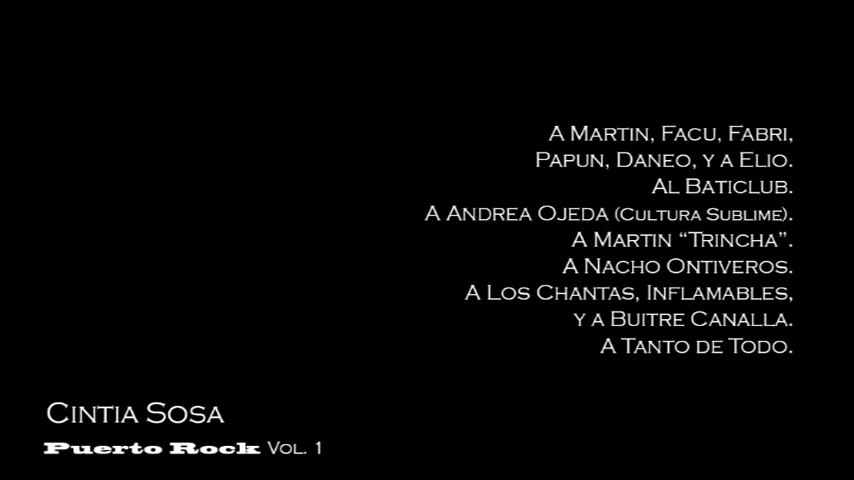 A Martin, Facu, Fabri,
Papun, Daneo, y a Elio.
Al Baticlub.
A Andrea Ojeda (Cultura Sublime).
A Martin “Trincha”.
A Nacho Ontiveros.
A Los Chantas, Inflamables,
y a Buitre Canalla.
A Tanto de Todo.
Cintia Sosa
Puerto Rock Vol. 1